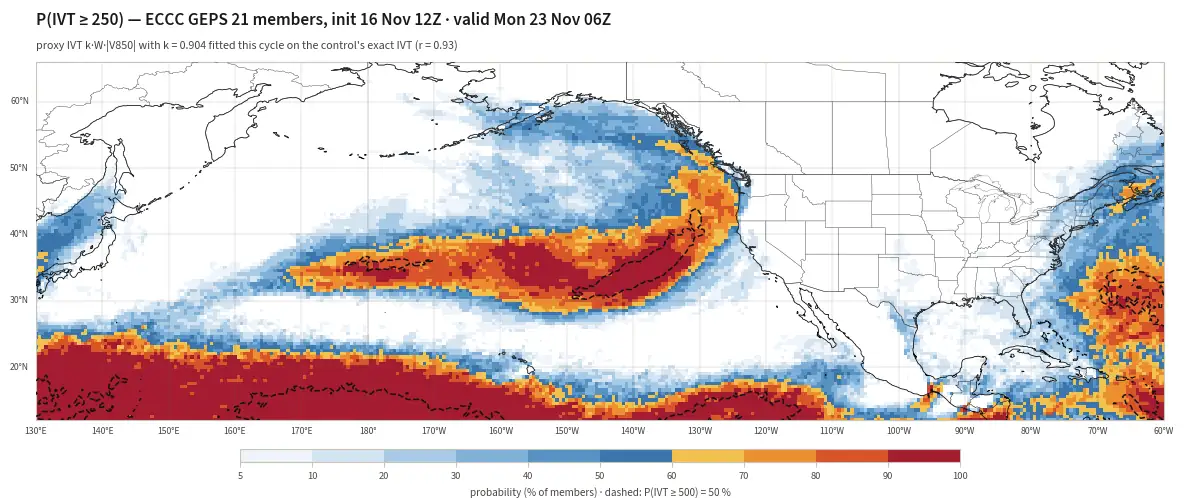 P(IVT ≥ 250) — ECCC GEPS 21 members, init 16 Nov 12Z · valid Mon 23 Nov 06Z
proxy IVT k·W·|V850| with k = 0.904 fitted this cycle on the control's exact IVT (r = 0.93)
60°N
50°N
40°N
30°N
20°N
130°E 140°E 150°E 160°E 170°E 180° 170°W 160°W 150°W 140°W 130°W 120°W 110°W 100°W 90°W 80°W 70°W 60°W
5 10 20 30 40 50 60 70 80 90 100
probability (% of members) · dashed: P(IVT ≥ 500) = 50 %